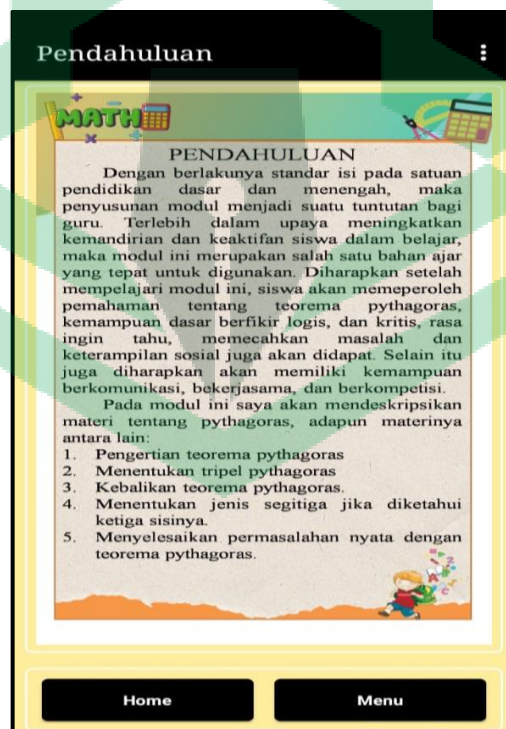 Pendahuluan
MATH
PENDAHULUAN
Dengan berlakunya standar isi pada satuan
pendidikan dasar dan menengah, maka
penyusunan modul menjadi suatu tuntutan bagi
guru. Terlebih dalam upaya meningkatkan
kemandirian dan keaktifan siswa dalam belajar,
maka modul ini merupakan salah satu bahan ajar
yang tepat untuk digunakan. Diharapkan setelah
mempelajari modul ini, siswa akan memeperoleh
pemahaman tentang teorema pythagoras,
kemampuan dasar berfikir logis, dan kritis, rasa
ingin tahu, memecahkan masalah dan
keterampilan sosial juga akan didapat. Selain itu
juga diharapkan akan memiliki kemampuan
berkomunikasi, bekerjasama, dan berkompetisi.
Pada modul ini saya akan mendeskripsikan
materi tentang pythagoras, adapun materinya
antara lain:
1. Pengertian teorema pythagoras
2. Menentukan tripel pythagoras
3. Kebalikan teorema pythagoras.
4. Menentukan jenis segitiga jika diketahui
ketiga sisinya.
5. Menyelesaikan permasalahan nyata dengan
teorema pythagoras.
Home
Menu